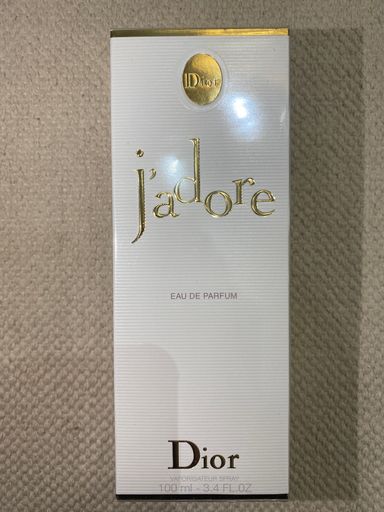 Dior
j'adore
EAU DE PARFUM
Dior
VAPORISATEUR SPRAY
100 ml - 3.4 FL.OZ